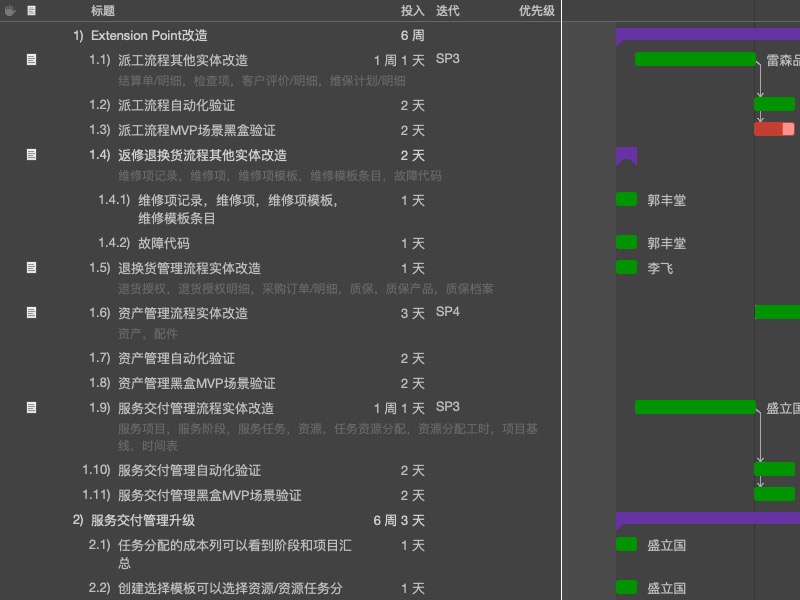 标题 投入 迭代 优先级
1) Extension Point改造 6 周
1.1) 派工流程其他实体改造 1 周 1 天 SP3 雷森品
结算单/明细，检查项，客户评价/明细，维保计划/明细
1.2) 派工流程自动化验证 2 天
1.3) 派工流程MVP场景黑盒验证 2 天
1.4) 返修退换货流程其他实体改造 2 天
维修项记录，维修项，维修项模板，维修模板条目，故障代码
1.4.1) 维修项记录，维修项，维修项模板， 1 天 郭丰堂
维修模板条目
1.4.2) 故障代码 1 天 郭丰堂
1.5) 退换货管理流程实体改造 1 天 李飞
退货授权，退货授权明细，采购订单/明细，质保，质保产品，质保档案
1.6) 资产管理流程实体改造 3 天 SP4
资产，配件
1.7) 资产管理自动化验证 2 天
1.8) 资产管理黑盒MVP场景验证 2 天
1.9) 服务交付管理流程实体改造 1 周 1 天 SP3 盛立国
服务项目，服务阶段，服务任务，资源，任务资源分配，资源分配工时，项目基
线，时间表
1.10) 服务交付管理自动化验证 2 天
1.11) 服务交付管理黑盒MVP场景验证 2 天
2) 服务交付管理升级 6 周 3 天
2.1) 任务分配的成本列可以看到阶段和项目汇 1 天 盛立国
总
2.2) 创建选择模板可以选择资源/资源任务分 1 天 盛立国